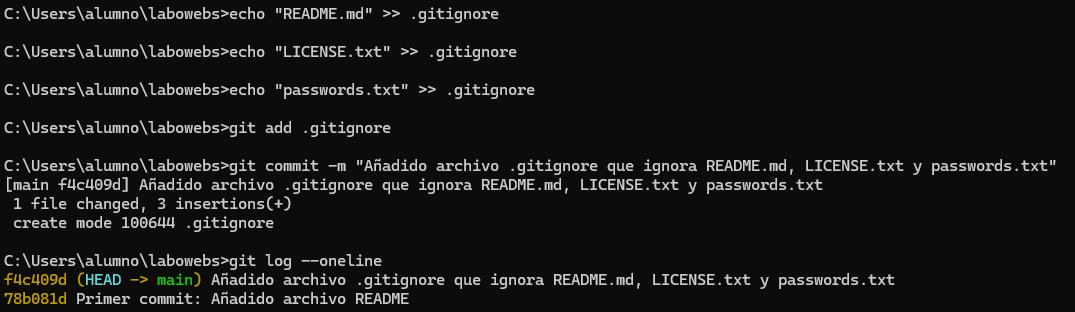 C:\Users\alumno\labowebs>echo "README.md" >> .gitignore
C:\Users\alumno\labowebs>echo "LICENSE.txt" >> .gitignore
C:\Users\alumno\labowebs>echo "passwords.txt" >> .gitignore
C:\Users\alumno\labowebs>git add .gitignore
C:\Users\alumno\labowebs>git commit -m "Añadido archivo .gitignore que ignora README.md, LICENSE.txt y passwords.txt"
[main f4c409d] Añadido archivo .gitignore que ignora README.md, LICENSE.txt y passwords.txt
 1 file changed, 3 insertions(+)
 create mode 100644 .gitignore
C:\Users\alumno\labowebs>git log --oneline
f4c409d (HEAD -> main) Añadido archivo .gitignore que ignora README.md, LICENSE.txt y passwords.txt
78b081d Primer commit: Añadido archivo README